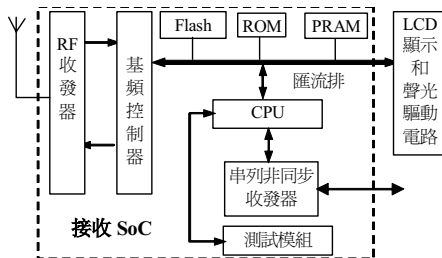 Flash
ROM
PRAM
LCD
顯示
和
聲光
驅動
電路
RF
收
發
器
基
頻
控
制
器
匯流排
CPU
串列非同步
收發器
測試模組
接收 SoC